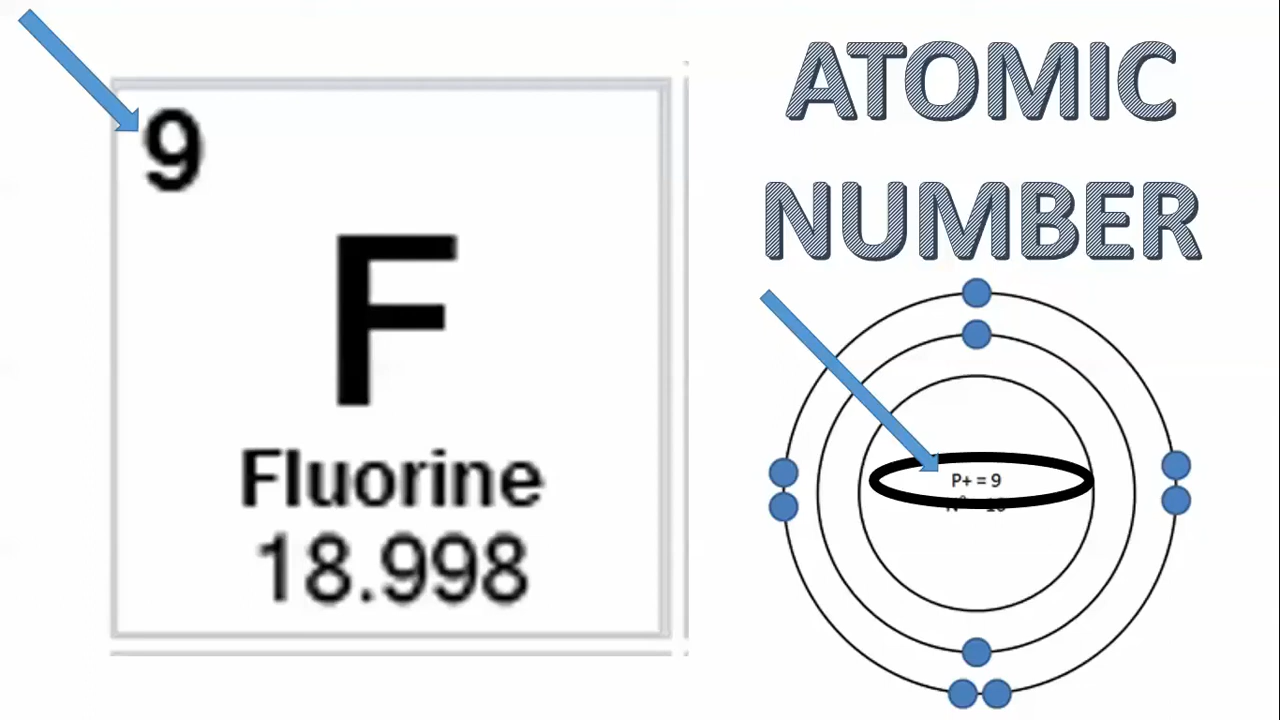 9
F
Fluorine
18.998
ATOMIC
NUMBER
P+ = 9